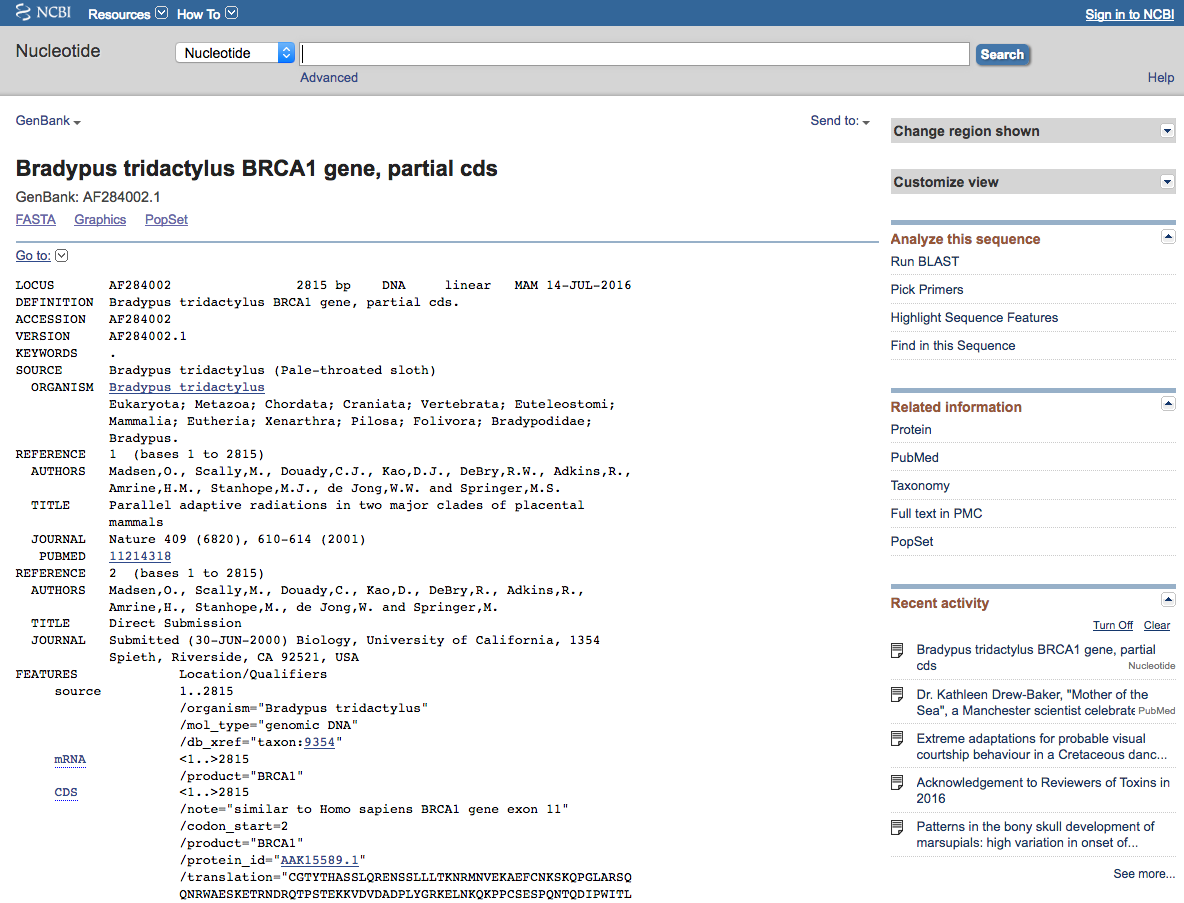 NCBI Resources How To Sign in to NCBI
Nucleotide Nucleotide Search
Advanced Help
GenBank Send to:
Bradypus tridactylus BRCA1 gene, partial cds
GenBank: AF284002.1
FASTA Graphics PopSet
Go to:
LOCUS AF284002 2815 bp DNA linear MAM 14-JUL-2016
DEFINITION Bradypus tridactylus BRCA1 gene, partial cds.
ACCESSION AF284002
VERSION AF284002.1
KEYWORDS .
SOURCE Bradypus tridactylus (Pale-throated sloth)
ORGANISM Bradypus tridactylus
Eukaryota; Metazoa; Chordata; Craniata; Vertebrata; Euteleostomi;
Mammalia; Eutheria; Xenarthra; Pilosa; Folivora; Bradypodidae;
Bradypus.
REFERENCE 1 (bases 1 to 2815)
AUTHORS Madsen,O., Scally,M., Douady,C.J., Kao,D.J., DeBry,R.W., Adkins,R.,
Amrine,H.M., Stanhope,M.J., de Jong,W.W. and Springer,M.S.
TITLE Parallel adaptive radiations in two major clades of placental
mammals
JOURNAL Nature 409 (6820), 610-614 (2001)
PUBMED 11214318
REFERENCE 2 (bases 1 to 2815)
AUTHORS Madsen,O., Scally,M., Douady,C., Kao,D., DeBry,R., Adkins,R.,
Amrine,H., Stanhope,M., de Jong,W. and Springer,M.
TITLE Direct Submission
JOURNAL Submitted (30-JUN-2000) Biology, University of California, 1354
Spieth, Riverside, CA 92521, USA
FEATURES Location/Qualifiers
source 1..2815
/organism="Bradypus tridactylus"
/mol_type="genomic DNA"
/db_xref="taxon:9354"
mRNA <1..>2815
/product="BRCA1"
CDS <1..>2815
/note="similar to Homo sapiens BRCA1 gene exon 11"
/codon_start=2
/product="BRCA1"
/protein_id="AAK15589.1"
/translation="CGTYTHASSLQRENSSLLLTKNRMNVEKAEFCNKSKQPGLARSQ
QNRWAESKETRNDRQTPSTEKKVDVDADPLYGRKELNKQKPPCSESPQNTQDIPWITL
Change region shown
Customize view
Analyze this sequence
Run BLAST
Pick Primers
Highlight Sequence Features
Find in this Sequence
Related information
Protein
PubMed
Taxonomy
Full text in PMC
PopSet
Recent activity
Turn Off Clear
Bradypus tridactylus BRCA1 gene, partial
cds Nucleotide
Dr. Kathleen Drew-Baker, "Mother of the
Sea", a Manchester scientist celebrate PubMed
Extreme adaptations for probable visual
courtship behaviour in a Cretaceous danc...
Acknowledgement to Reviewers of Toxins in
2016
Patterns in the bony skull development of
marsupials: high variation in onset of...
See more...